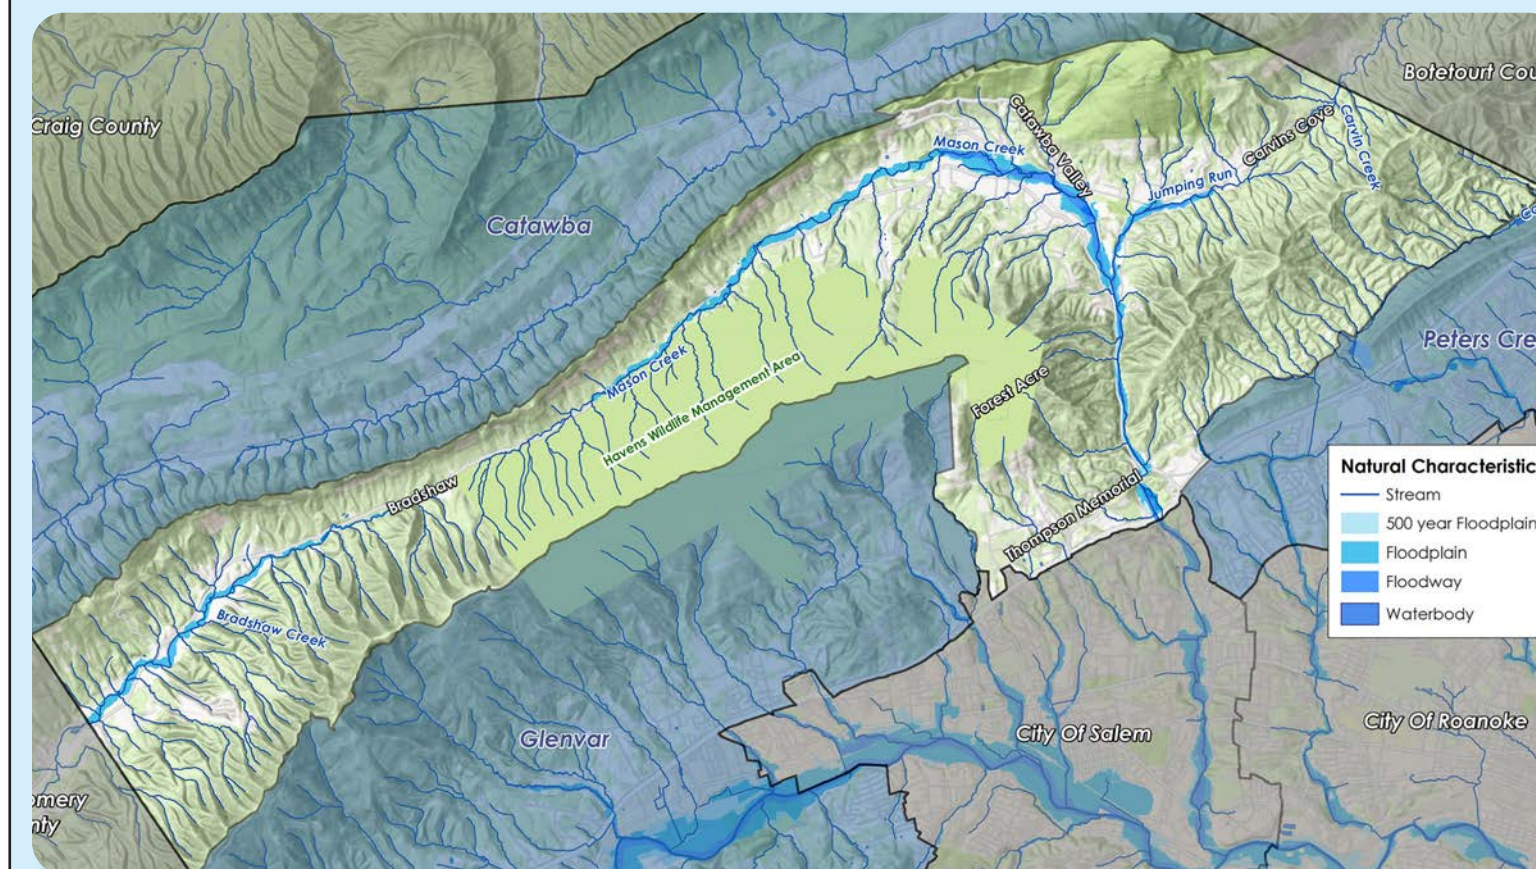 Craig County
Botetourt Cou
Catawba Valley
Carvins Cove
Carvin Creek
Mason Creek
Jumping Run
Catawba
Peters Cre
Mason Creek
Havens Wildlife Management Area
Forest Acre
Bradshaw
Thompson Memorial
Bradshaw Creek
Natural Characteristic
Stream
500 year Floodplain
Floodplain
Floodway
Waterbody
Glenvar
City Of Salem
City Of Roanoke
omery
nty